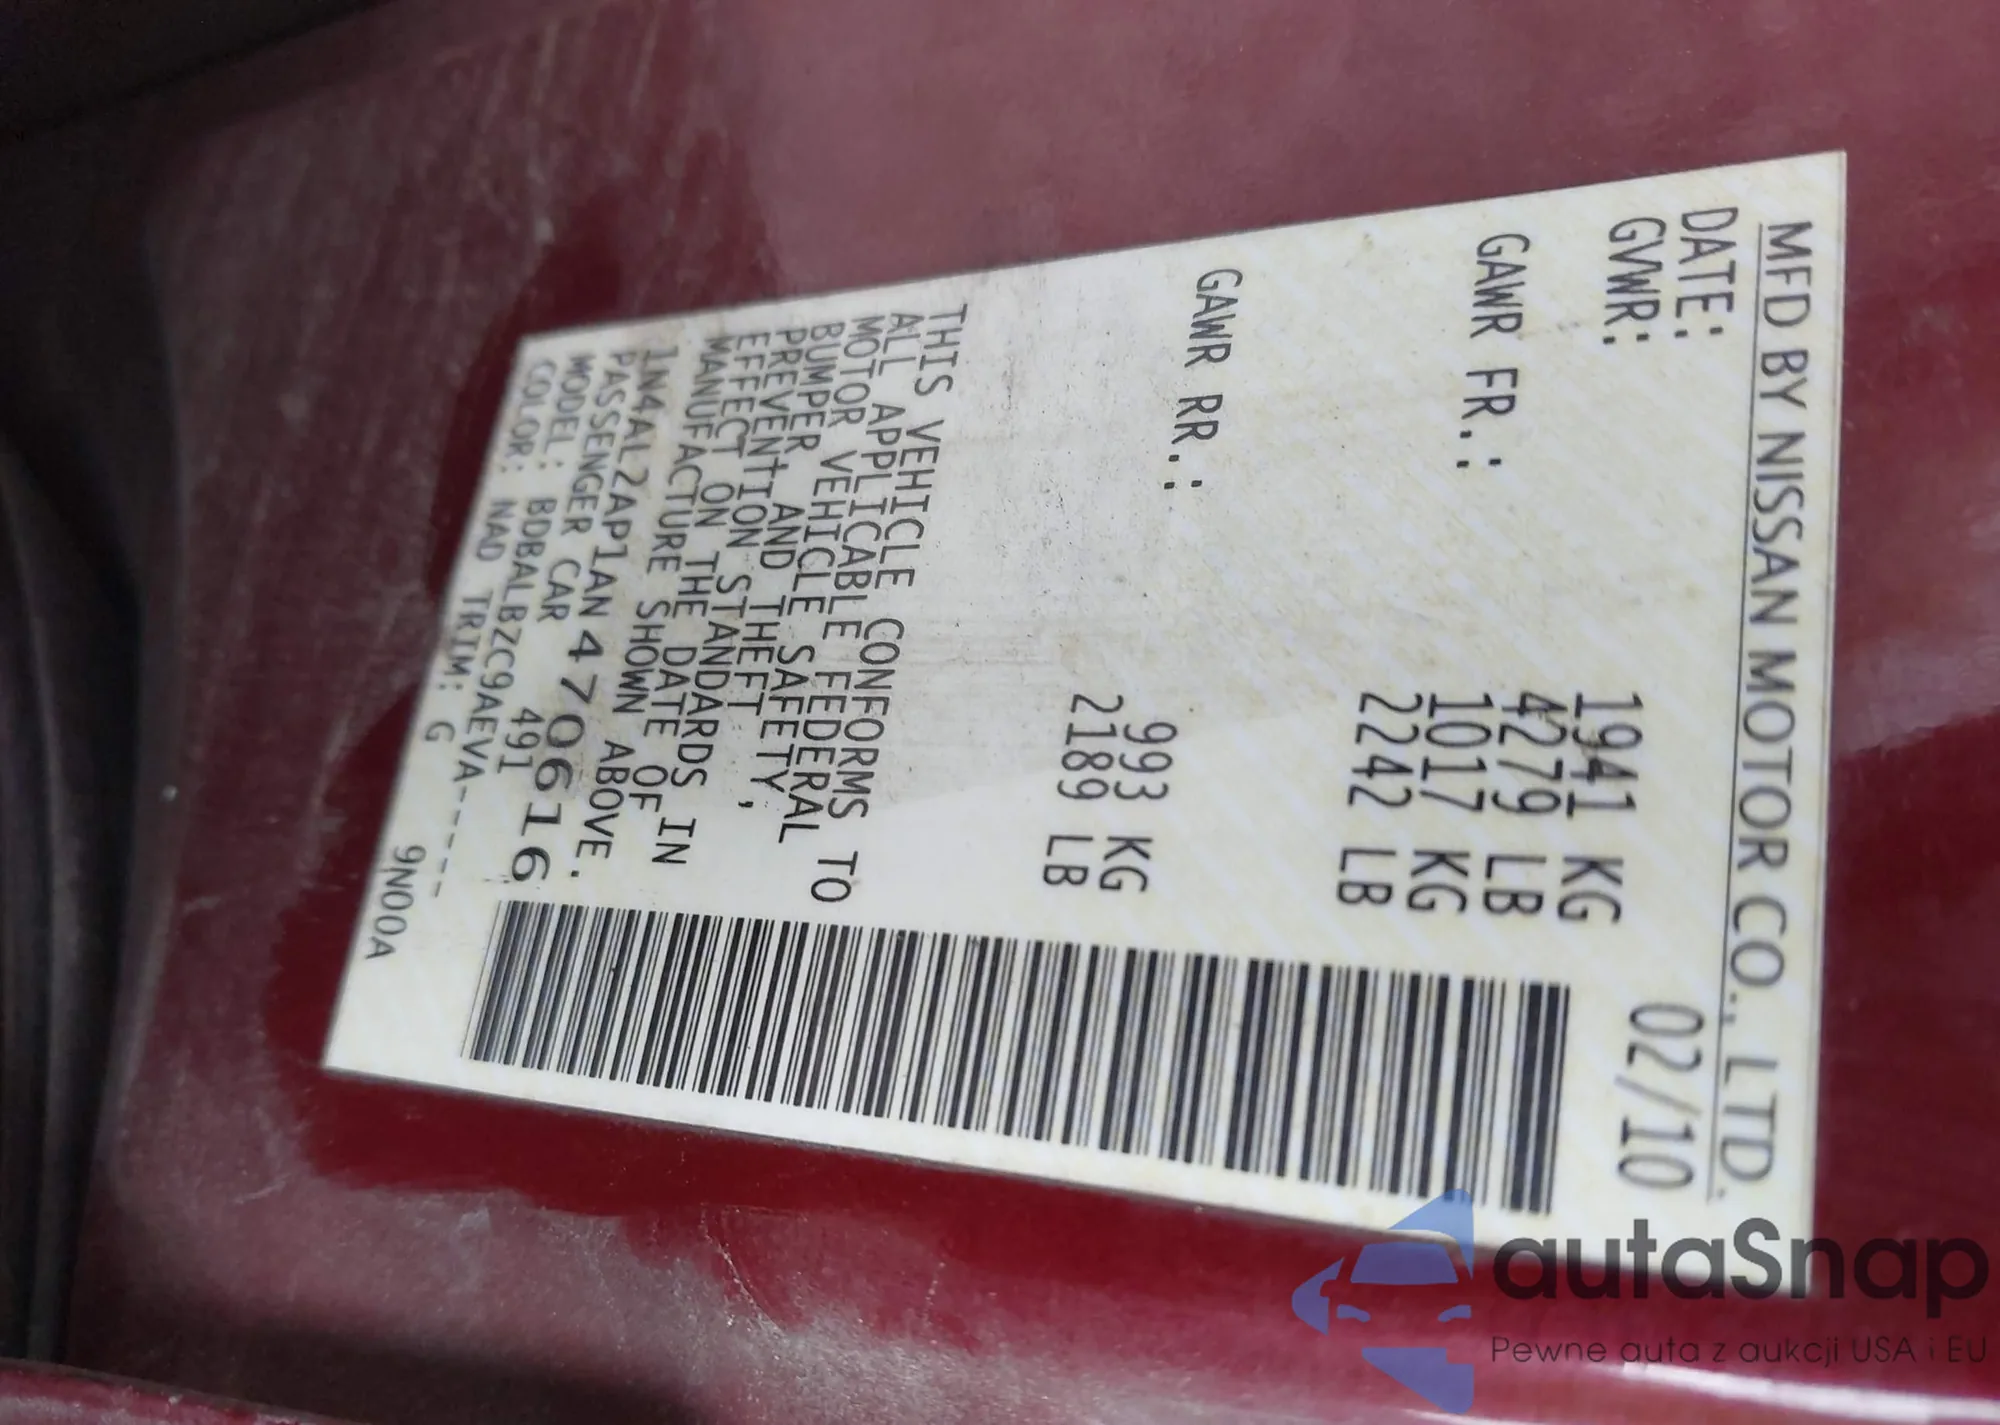 MFD BY NISSAN MOTOR CO., LTD.
DATE: 02/10
GVWR: 1941 KG
4279 LB
GAWR FR.: 1017 KG
2242 LB
GAWR RR.: 993 KG
2189 LB
THIS VEHICLE CONFORMS TO
ALL APPLICABLE FEDERAL
MOTOR VEHICLE SAFETY,
BUMPER, AND THEFT
PREVENTION STANDARDS IN
EFFECT ON THE DATE OF
MANUFACTURE SHOWN ABOVE.
1N4AL2AP1AN470616
PASSENGER CAR 491
MODEL: BDBALBZC9AEVA-----
COLOR: NAD TRIM: G 9N00A
autaSnap
Pewne auta z aukcji USA i EU